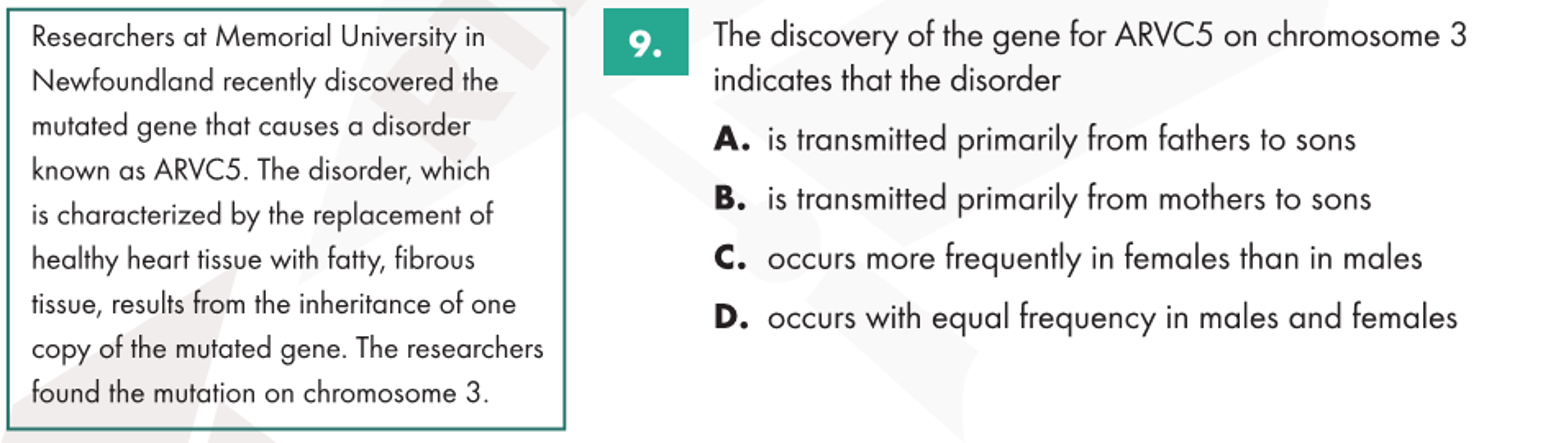 Researchers at Memorial University in
Newfoundland recently discovered the
mutated gene that causes a disorder
known as ARVC5. The disorder, which
is characterized by the replacement of
healthy heart tissue with fatty, fibrous
tissue, results from the inheritance of one
copy of the mutated gene. The researchers
found the mutation on chromosome 3.
9.
The discovery of the gene for ARVC5 on chromosome 3
indicates that the disorder
A. is transmitted primarily from fathers to sons
B. is transmitted primarily from mothers to sons
C. occurs more frequently in females than in males
D. occurs with equal frequency in males and females